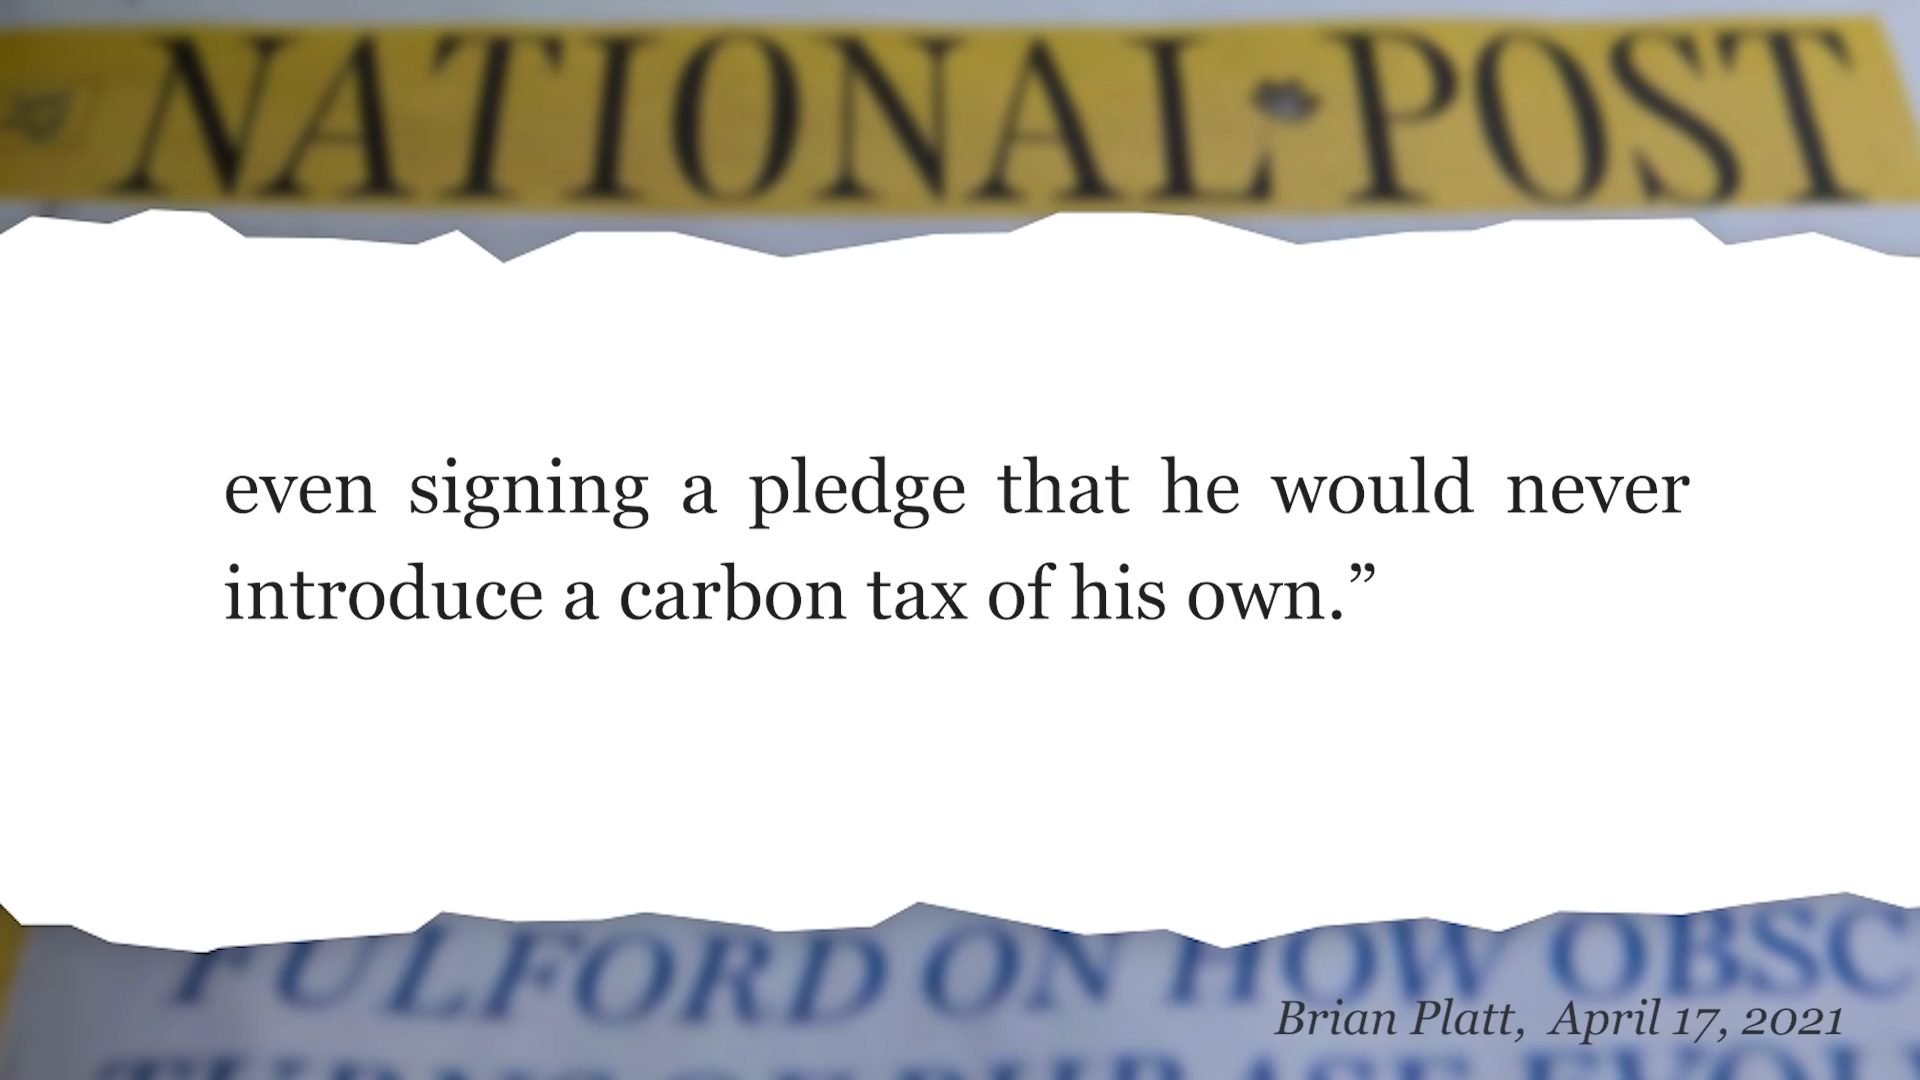 NATIONAL POST
even signing a pledge that he would never
introduce a carbon tax of his own.”
FULFORD ON HOW
Brian Platt, April 17, 2021